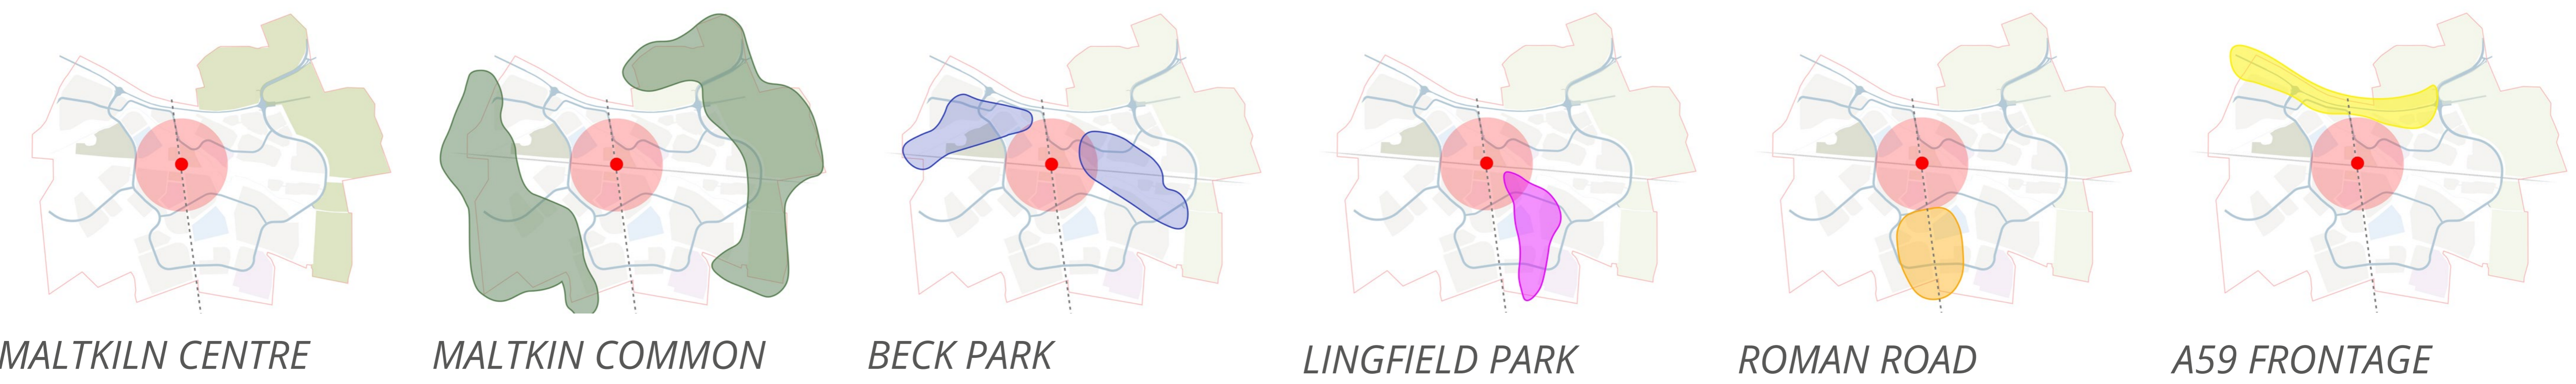 MALTKILN CENTRE
MALTKIN COMMON
BECK PARK
LINGFIELD PARK
ROMAN ROAD
A59 FRONTAGE